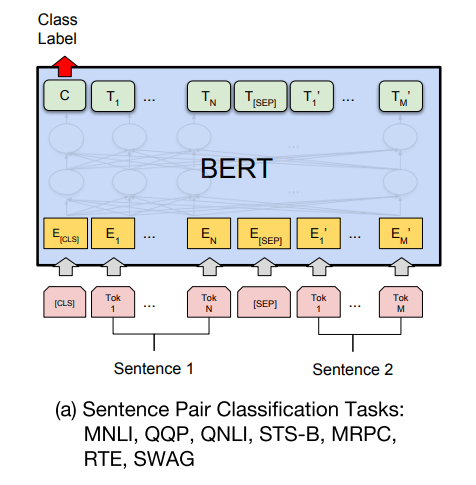 Class
Label
C T1 ... TN T[SEP] T1' ... TM'
...
BERT
...
E[CLS] E1 ... EN E[SEP] E1' ... EM'
[CLS] Tok 1 ... Tok N [SEP] Tok 1 ... Tok M
Sentence 1 Sentence 2
(a) Sentence Pair Classification Tasks:
MNLI, QQP, QNLI, STS-B, MRPC,
RTE, SWAG